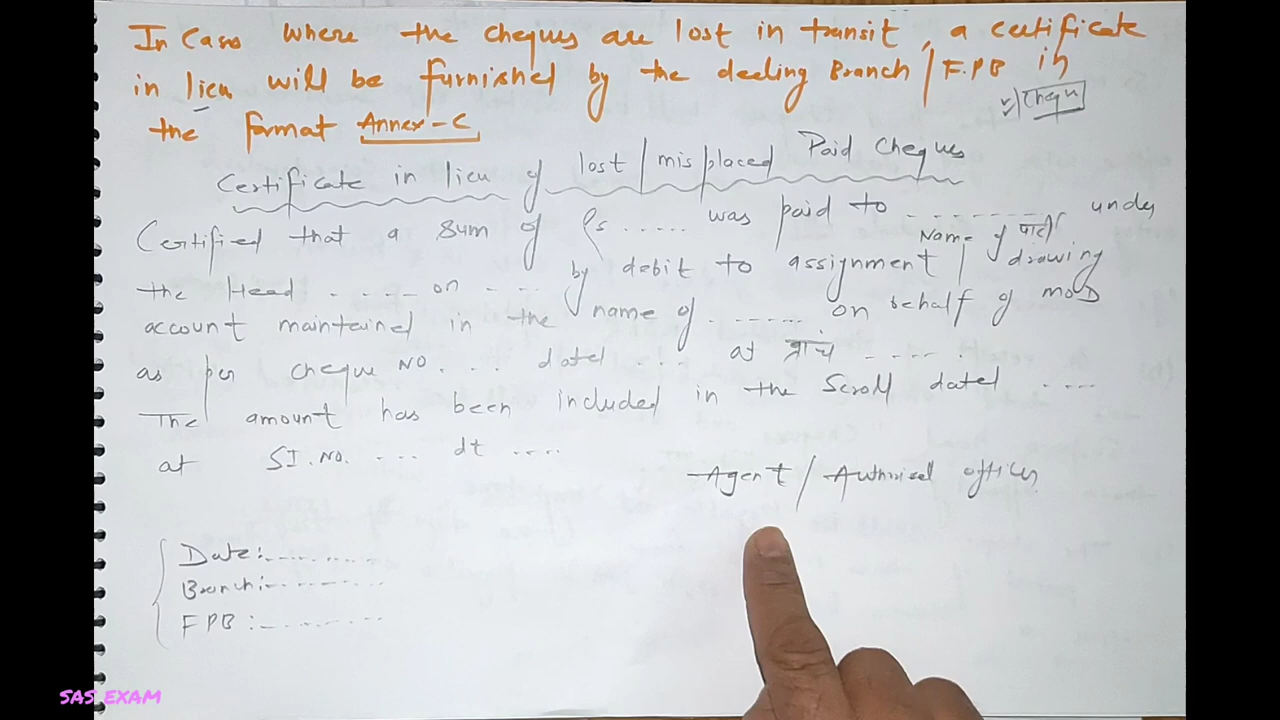 In Case where the cheques are lost in transit, a certificate
in lieu will be furnished by the dealing Branch / F.PB in
the format Annex-C
Certificate in lieu of lost / misplaced Paid Cheques
Certified that a sum of Rs ..... was paid to ........ under
Name of पार्टी
the Head ..... on .... by debit to assignment / drawing
account maintained in the name of ....... on behalf of MOD
as per cheque NO. ... dated .... at ब्रांच .....
The amount has been included in the Scroll dated ....
at SI. NO. .... dt ....
Agent / Authorised officer
Date: ..........
Branch: ..........
FPB : ..........
SAS EXAM